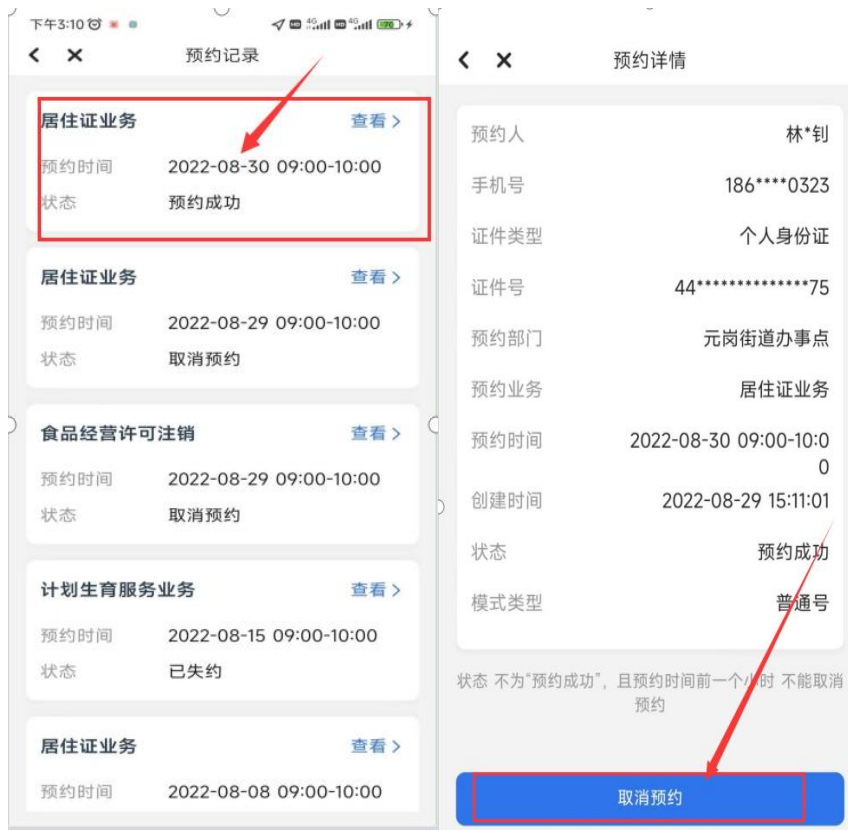 下午3:10
预约记录
居住证业务 查看 >
预约时间 2022-08-30 09:00-10:00
状态 预约成功
居住证业务 查看 >
预约时间 2022-08-29 09:00-10:00
状态 取消预约
食品经营许可注销 查看 >
预约时间 2022-08-29 09:00-10:00
状态 取消预约
计划生育服务业务 查看 >
预约时间 2022-08-15 09:00-10:00
状态 已失约
居住证业务 查看 >
预约时间 2022-08-08 09:00-10:00
预约详情
预约人 林*钊
手机号 186****0323
证件类型 个人身份证
证件号 44**************75
预约部门 元岗街道办事点
预约业务 居住证业务
预约时间 2022-08-30 09:00-10:0
0
创建时间 2022-08-29 15:11:01
状态 预约成功
模式类型 普通号
状态 不为“预约成功”，且预约时间前一个小时 不能取消
预约
取消预约